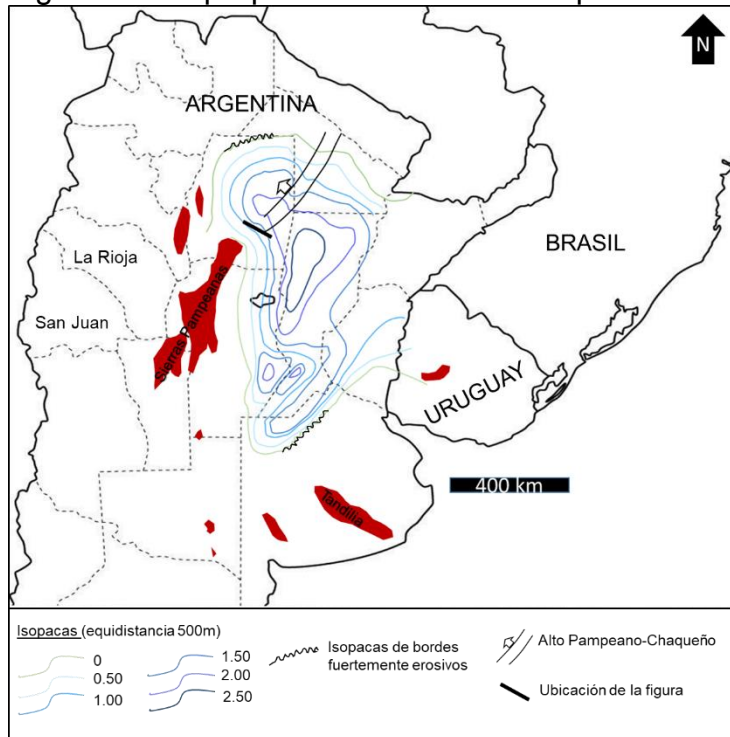 N
ARGENTINA
BRASIL
La Rioja
San Juan
Sierras Pampeanas
URUGUAY
400 km
Tandilia
Isopacas (equidistancia 500m)
0
0.50
1.00
1.50
2.00
2.50
Isopacas de bordes
fuertemente erosivos
Alto Pampeano-Chaqueño
Ubicación de la figura